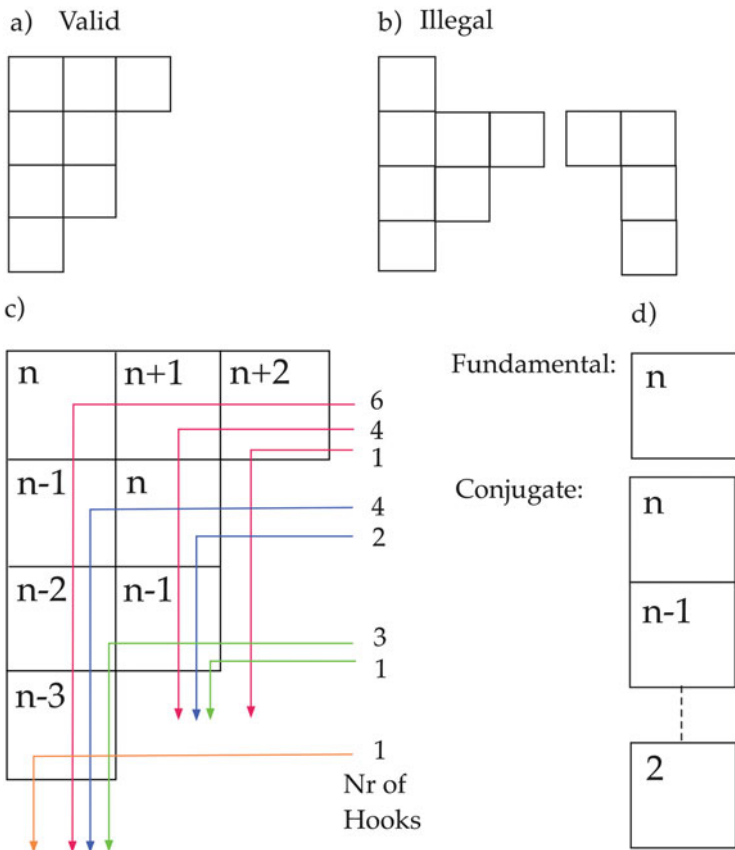 a) Valid
b) Illegal
c)
n
n+1
n+2
6
4
1
n-1
n
4
2
n-2
n-1
3
1
n-3
1
Nr of
Hooks
d)
Fundamental:
n
Conjugate:
n
n-1
2